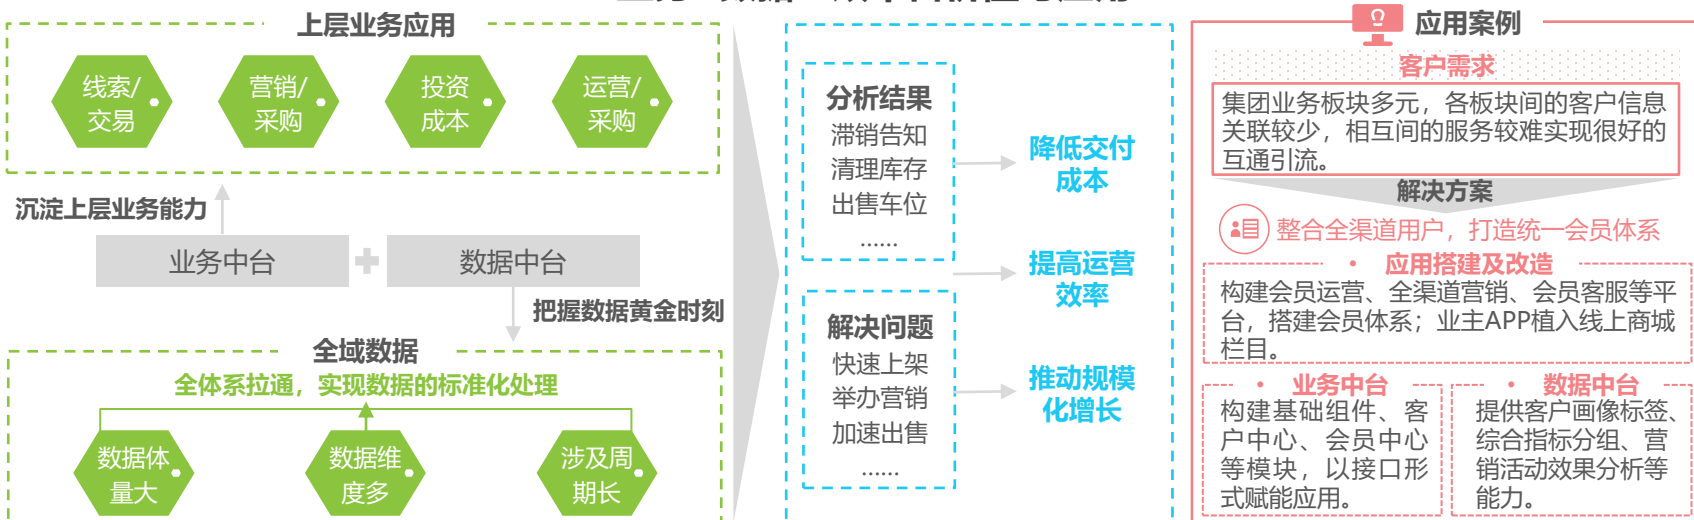 上层业务应用
线索/
交易
营销/
采购
投资
成本
运营/
采购
沉淀上层业务能力
业务中台
数据中台
把握数据黄金时刻
全域数据
全体系拉通，实现数据的标准化处理
数据体
量大
数据维
度多
涉及周
期长
分析结果
滞销告知
清理库存
出售车位
......
解决问题
快速上架
举办营销
加速出售
......
降低交付
成本
提高运营
效率
推动规模
化增长
应用案例
客户需求
集团业务板块多元，各板块间的客户信息
关联较少，相互间的服务较难实现很好的
互通引流。
解决方案
整合全渠道用户，打造统一会员体系
• 应用搭建及改造
构建会员运营、全渠道营销、会员客服等平
台，搭建会员体系；业主APP植入线上商城
栏目。
• 业务中台
构建基础组件、客
户中心、会员中心
等模块，以接口形
式赋能应用。
• 数据中台
提供客户画像标签、
综合指标分组、营
销活动效果分析等
能力。